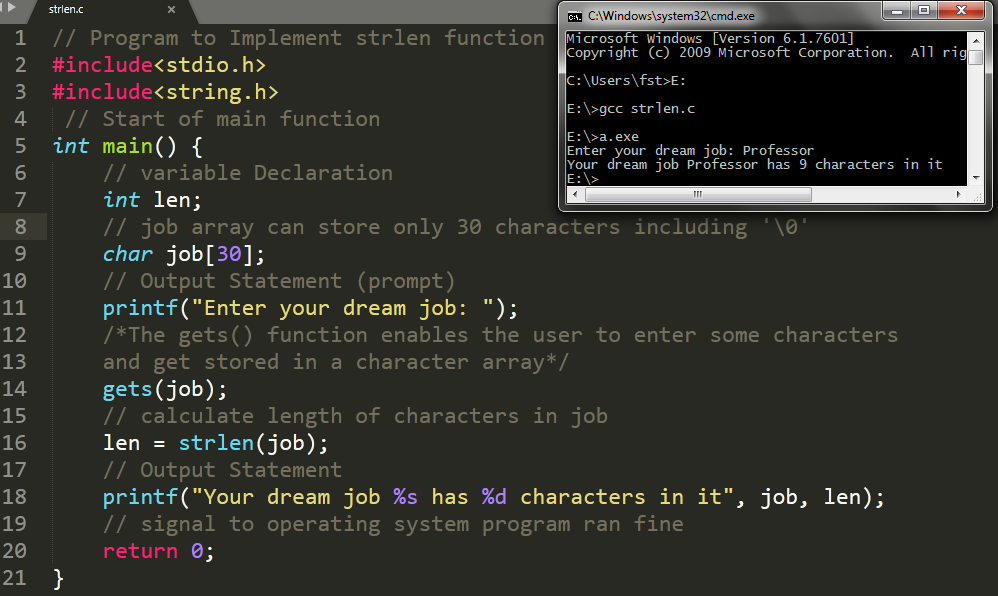 strlen.c ×
1 // Program to Implement strlen function
2 #include<stdio.h>
3 #include<string.h>
4 // Start of main function
5 int main() {
6 // variable Declaration
7 int len;
8 // job array can store only 30 characters including '\0'
9 char job[30];
10 // Output Statement (prompt)
11 printf("Enter your dream job: ");
12 /*The gets() function enables the user to enter some characters
13 and get stored in a character array*/
14 gets(job);
15 // calculate length of characters in job
16 len = strlen(job);
17 // Output Statement
18 printf("Your dream job %s has %d characters in it", job, len);
19 // signal to operating system program ran fine
20 return 0;
21 }
C:\Windows\system32\cmd.exe
Microsoft Windows [Version 6.1.7601]
Copyright (c) 2009 Microsoft Corporation. All rig
C:\Users\fst>E:
E:\>gcc strlen.c
E:\>a.exe
Enter your dream job: Professor
Your dream job Professor has 9 characters in it
E:\>